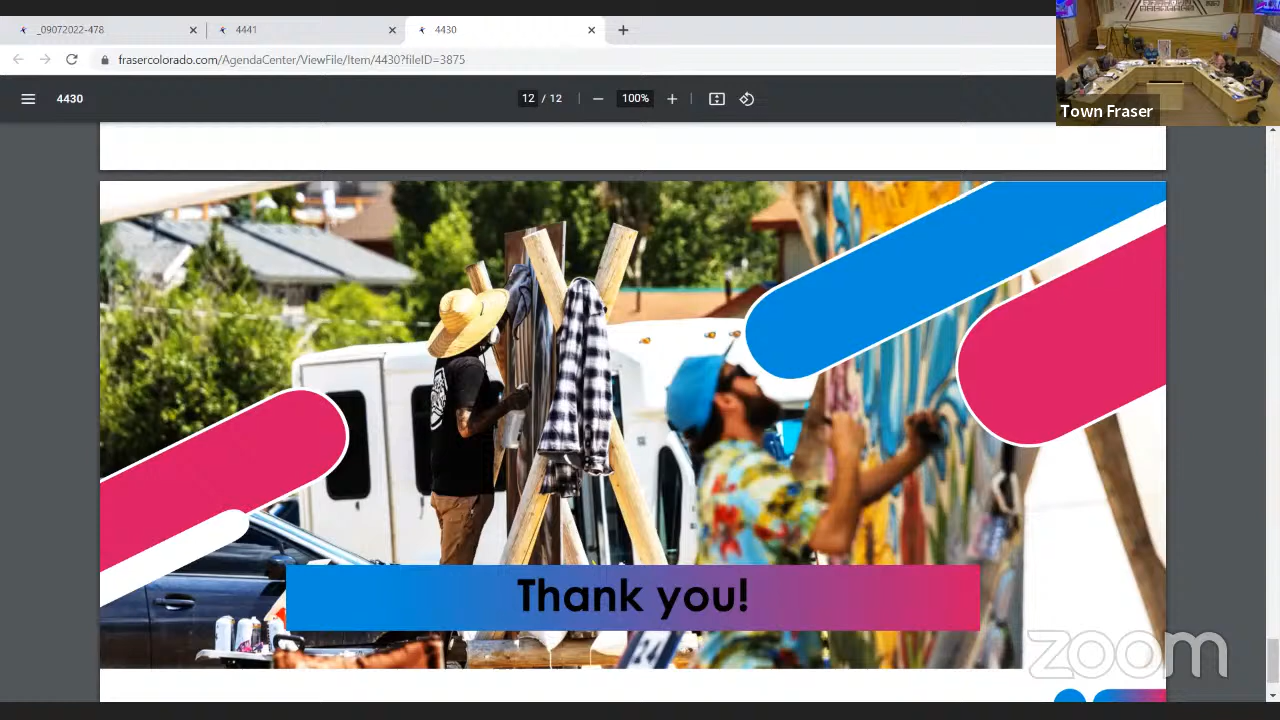 _09072022-478
4441
4430
frasercolorado.com/AgendaCenter/ViewFile/Item/4430?fileID=3875
4430
12 / 12
100%
Town Fraser
Thank you!
24
zoom